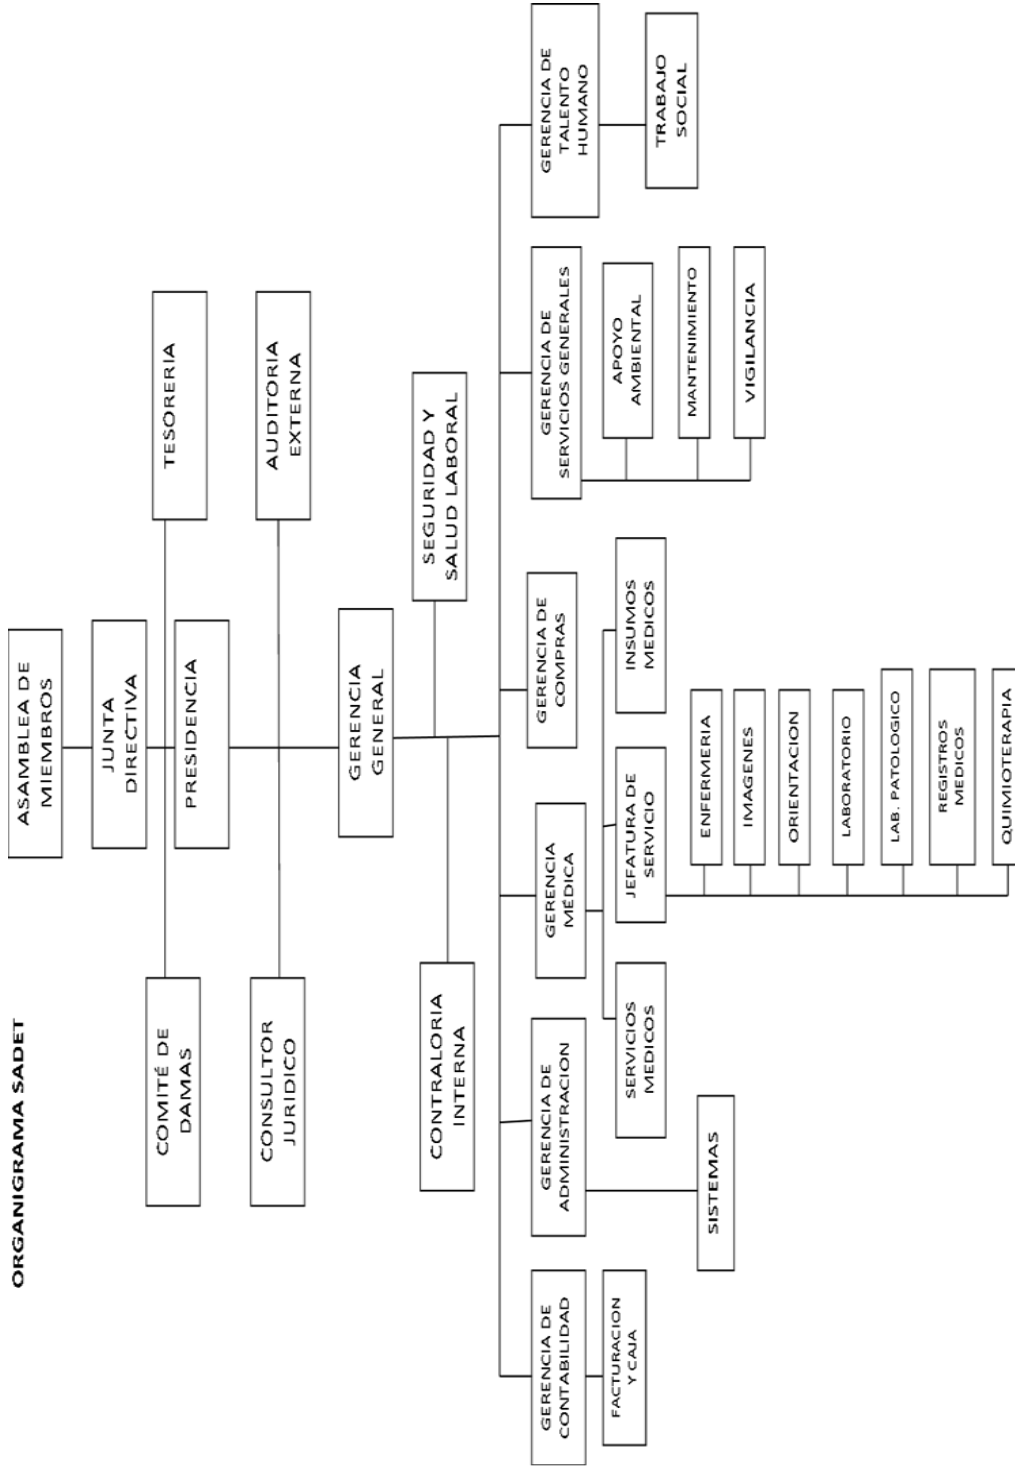 ORGANIGRAMA SADET
ASAMBLEA DE
MIEMBROS
JUNTA
DIRECTIVA
COMITÉ DE
DAMAS
TESORERIA
PRESIDENCIA
CONSULTOR
JURIDICO
AUDITORIA
EXTERNA
GERENCIA
GENERAL
CONTRALORIA
INTERNA
SEGURIDAD Y
SALUD LABORAL
GERENCIA DE
CONTABILIDAD
FACTURACION
Y CAJA
GERENCIA DE
ADMINISTRACION
SISTEMAS
GERENCIA
MÉDICA
SERVICIOS
MEDICOS
JEFATURA DE
SERVICIO
INSUMOS
MEDICOS
ENFERMERIA
IMAGENES
ORIENTACION
LABORATORIO
LAB. PATOLOGICO
REGISTROS
MEDICOS
QUIMIOTERAPIA
GERENCIA DE
COMPRAS
GERENCIA DE
SERVICIOS GENERALES
APOYO
AMBIENTAL
MANTENIMIENTO
VIGILANCIA
GERENCIA DE
TALENTO
HUMANO
TRABAJO
SOCIAL